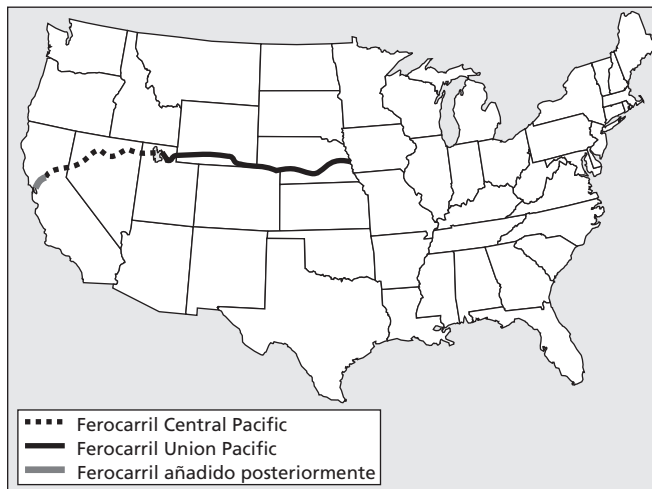 Ferocarril Central Pacific
Ferocarril Union Pacific
Ferocarril añadido posteriormente